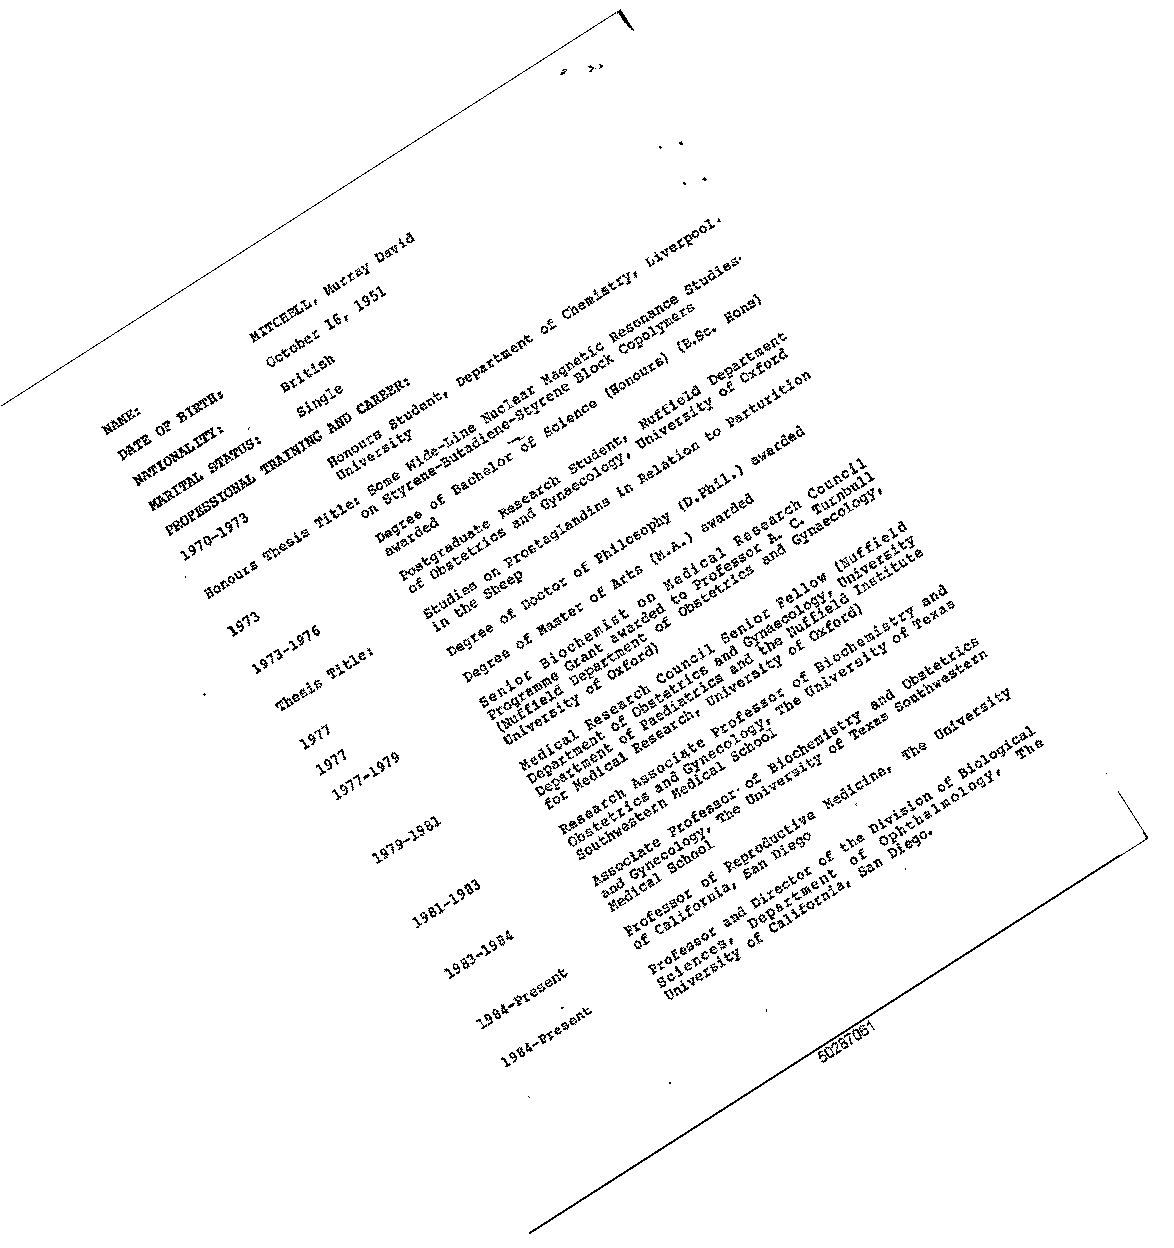 NAME: MITCHELL, Murray David
DATE OF BIRTH: October 16, 1951
NATIONALITY: British
MARITAL STATUS: Single
PROFESSIONAL TRAINING AND CAREER:
1970-1973 Honours Student, Department of Chemistry, Liverpool
University
Honours Thesis Title: Some Wide-Line Nuclear Magnetic Resonance Studies
on Styrene-Butadiene-Styrene Block Copolymers
1973 Degree of Bachelor of Science (Honours) (B.Sc. Hons)
awarded
1973-1976 Postgraduate Research Student, Nuffield Department
of Obstetrics and Gynaecology, University of Oxford
Thesis Title: Studies on Prostaglandins in Relation to Parturition
in the Sheep
1977 Degree of Doctor of Philosophy (D.Phil.) awarded
1977 Degree of Master of Arts (M.A.) awarded
1977-1979 Senior Biochemist on Medical Research Council
Programme Grant awarded to Professor A. C. Turnbull
(Nuffield Department of Obstetrics and Gynaecology,
University of Oxford)
1979-1981 Medical Research Council Senior Fellow (Nuffield
Department of Obstetrics and Gynaecology, University
Department of Paediatrics and the Nuffield Institute
for Medical Research, University of Oxford)
1981-1983 Research Associate Professor of Biochemistry and
Obstetrics and Gynecology, The University of Texas
Southwestern Medical School
1983-1984 Associate Professor of Biochemistry and Obstetrics
and Gynecology, The University of Texas Southwestern
Medical School
1984-Present Professor of Reproductive Medicine, The University
of California, San Diego
1984-Present Professor and Director of the Division of Biological
Sciences, Department of Ophthalmology, The
University of California, San Diego.
50287061